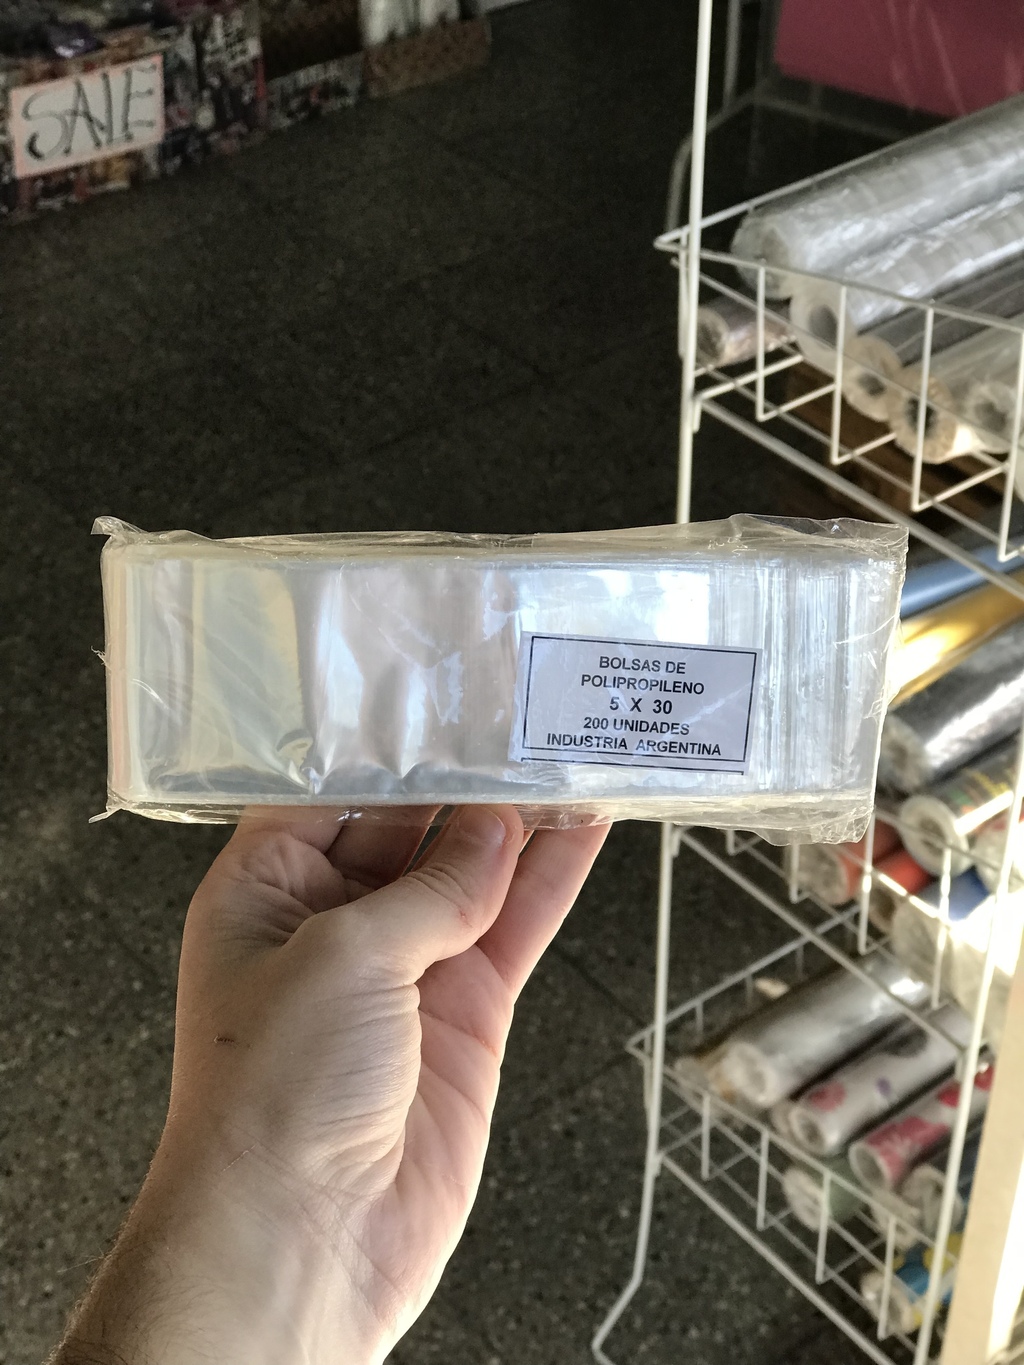 SALE
BOLSAS DE
POLIPROPILENO
5 X 30
200 UNIDADES
INDUSTRIA ARGENTINA